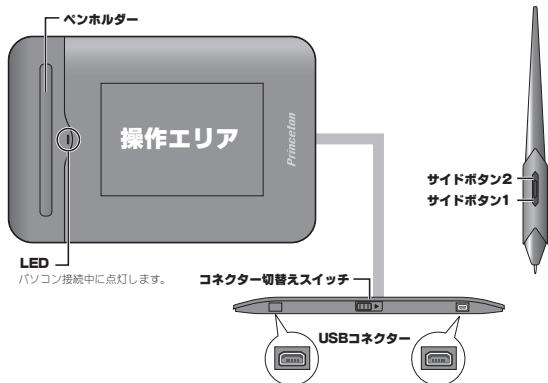 ペンホルダー
操作エリア
Princeton
サイドボタン2
サイドボタン1
LED
パソコン接続中に点灯します。
コネクター切替えスイッチ
USBコネクター